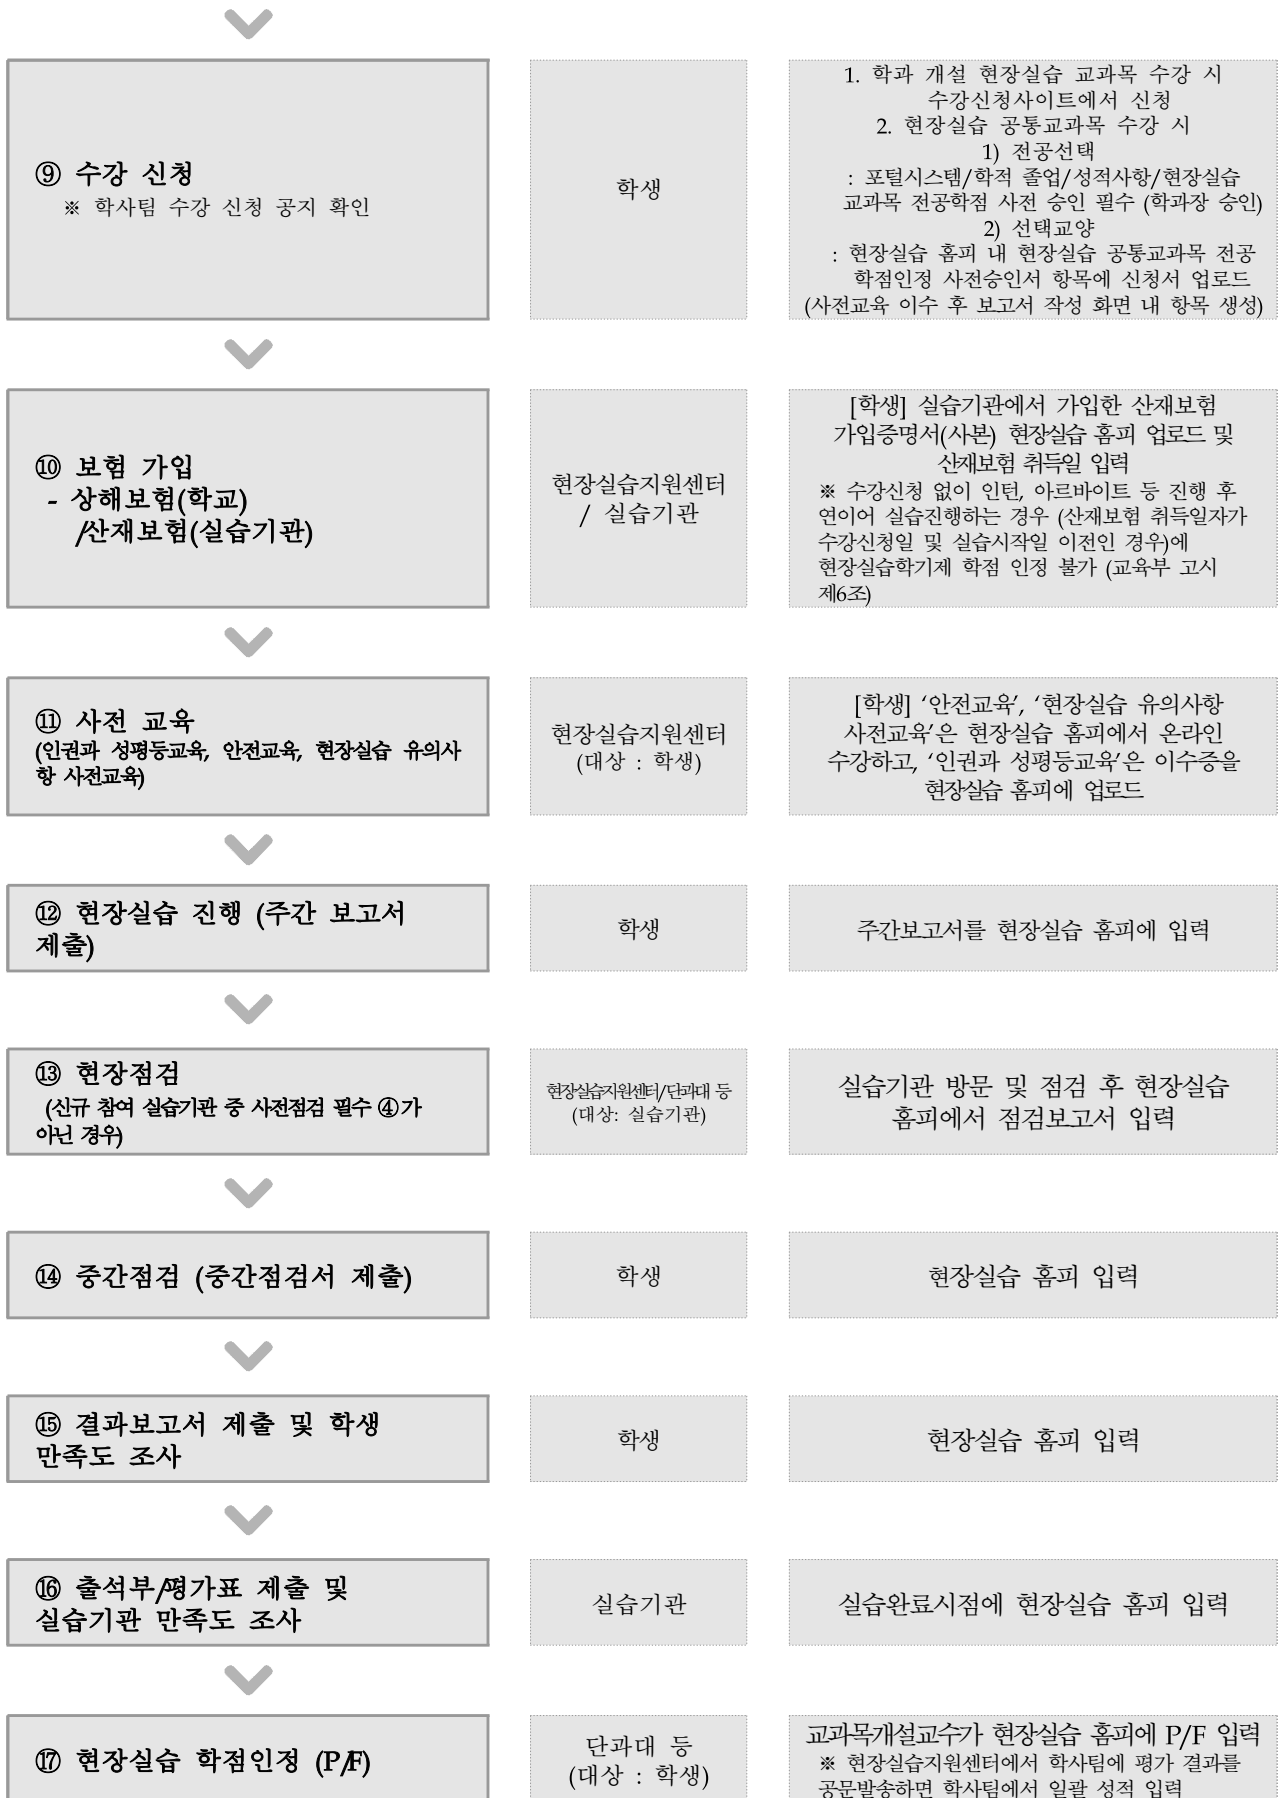 ⑨ 수강 신청
※ 학사팀 수강 신청 공지 확인
학생
1. 학과 개설 현장실습 교과목 수강 시
수강신청사이트에서 신청
2. 현장실습 공통교과목 수강 시
1) 전공선택
: 포털시스템/학적 졸업/성적사항/현장실습
교과목 전공학점 사전 승인 필수 (학과장 승인)
2) 선택교양
: 현장실습 홈피 내 현장실습 공통교과목 전공
학점인정 사전승인서 항목에 신청서 업로드
(사전교육 이수 후 보고서 작성 화면 내 항목 생성)
⑩ 보험 가입
- 상해보험(학교)
/산재보험(실습기관)
현장실습지원센터
/ 실습기관
[학생] 실습기관에서 가입한 산재보험
가입증명서(사본) 현장실습 홈피 업로드 및
산재보험 취득일 입력
※ 수강신청 없이 인턴, 아르바이트 등 진행 후
연이어 실습진행하는 경우 (산재보험 취득일자가
수강신청일 및 실습시작일 이전인 경우)에
현장실습학기제 학점 인정 불가 (교육부 고시
제6조)
⑪ 사전 교육
(인권과 성평등교육, 안전교육, 현장실습 유의사
항 사전교육)
현장실습지원센터
(대상 : 학생)
[학생] ‘안전교육’, ‘현장실습 유의사항
사전교육’은 현장실습 홈피에서 온라인
수강하고, ‘인권과 성평등교육’은 이수증을
현장실습 홈피에 업로드
⑫ 현장실습 진행 (주간 보고서
제출)
학생
주간보고서를 현장실습 홈피에 입력
⑬ 현장점검
(신규 참여 실습기관 중 사전점검 필수 ④가
아닌 경우)
현장실습지원센터/단과대 등
(대상: 실습기관)
실습기관 방문 및 점검 후 현장실습
홈피에서 점검보고서 입력
⑭ 중간점검 (중간점검서 제출)
학생
현장실습 홈피 입력
⑮ 결과보고서 제출 및 학생
만족도 조사
학생
현장실습 홈피 입력
⑯ 출석부/평가표 제출 및
실습기관 만족도 조사
실습기관
실습완료시점에 현장실습 홈피 입력
⑰ 현장실습 학점인정 (P/F)
단과대 등
(대상 : 학생)
교과목개설교수가 현장실습 홈피에 P/F 입력
※ 현장실습지원센터에서 학사팀에 평가 결과를
공문발송하면 학사팀에서 일괄 성적 입력